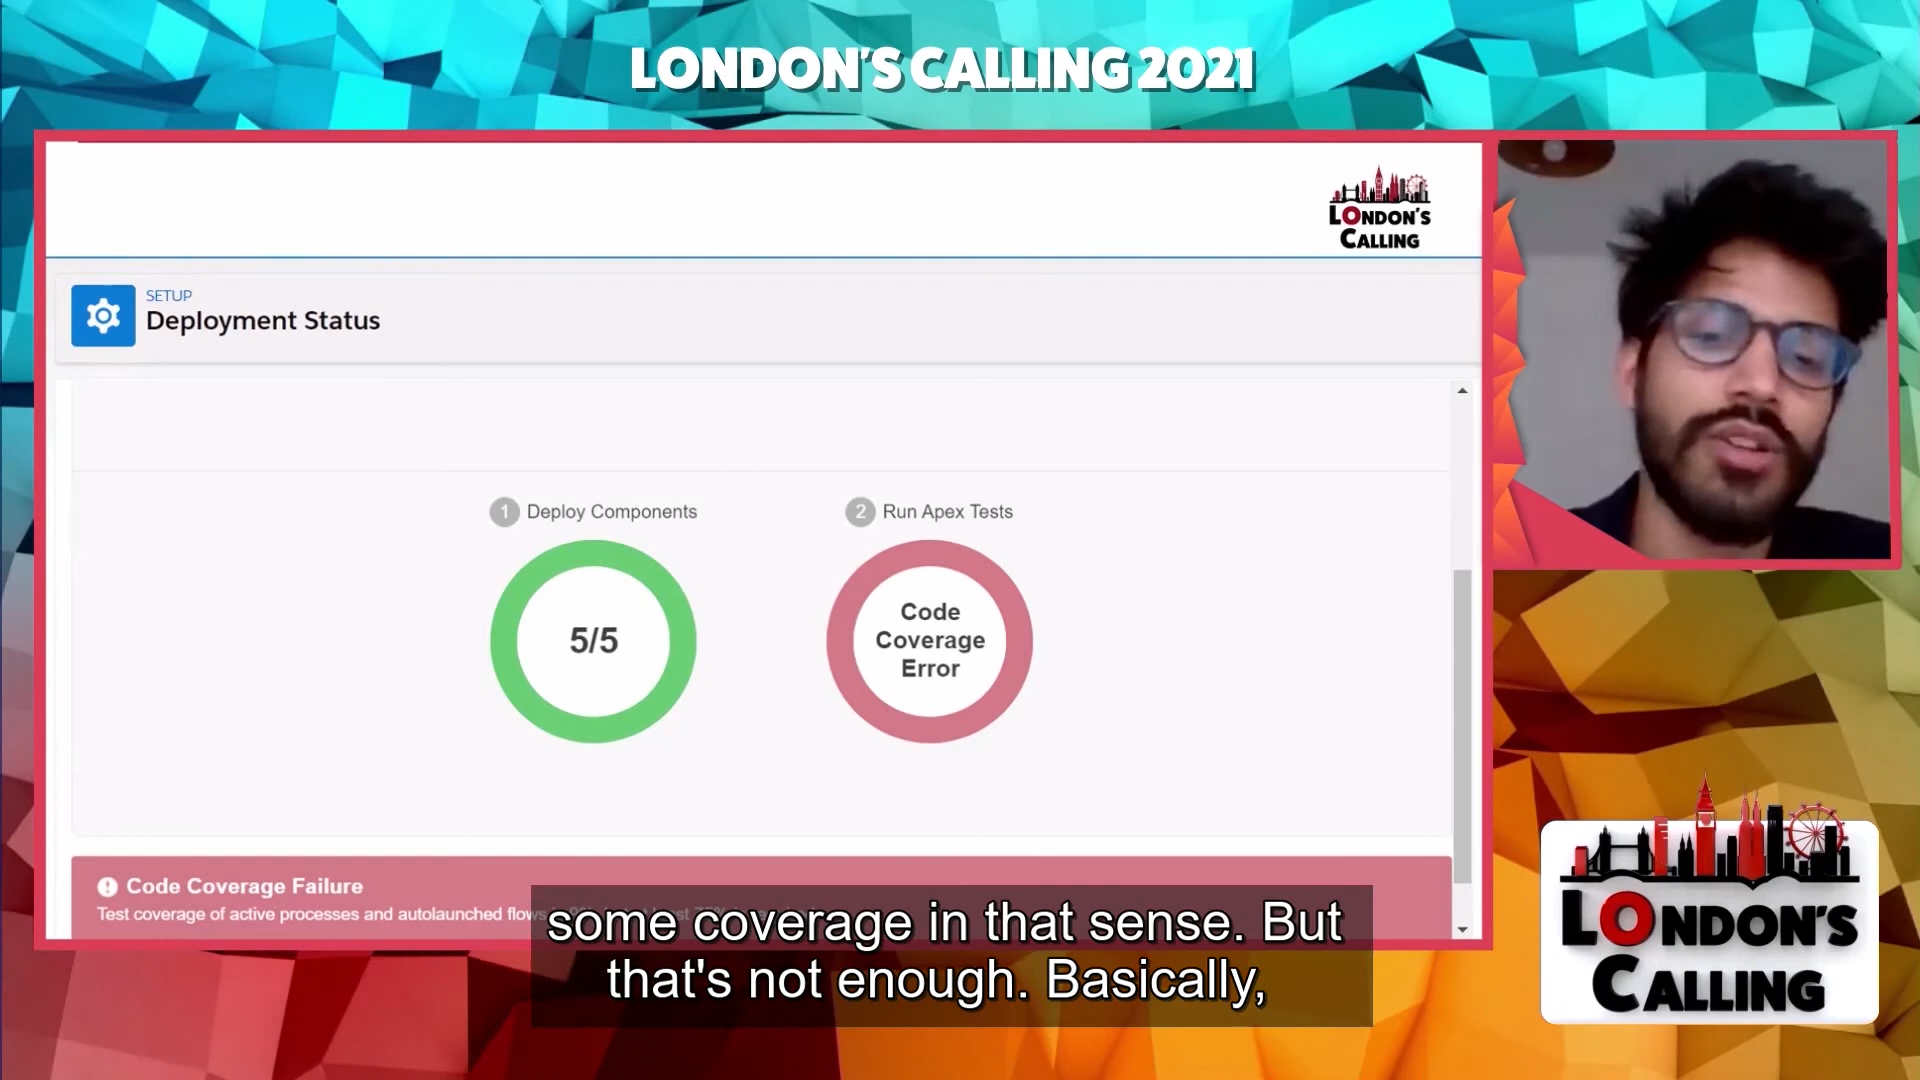 LONDON'S CALLING 2021
LONDON'S
CALLING
SETUP
Deployment Status
1 Deploy Components
2 Run Apex Tests
5/5
Code
Coverage
Error
Code Coverage Failure
Test coverage of active processes and autolaunched flows
some coverage in that sense. But
that's not enough. Basically,
LONDON'S
CALLING